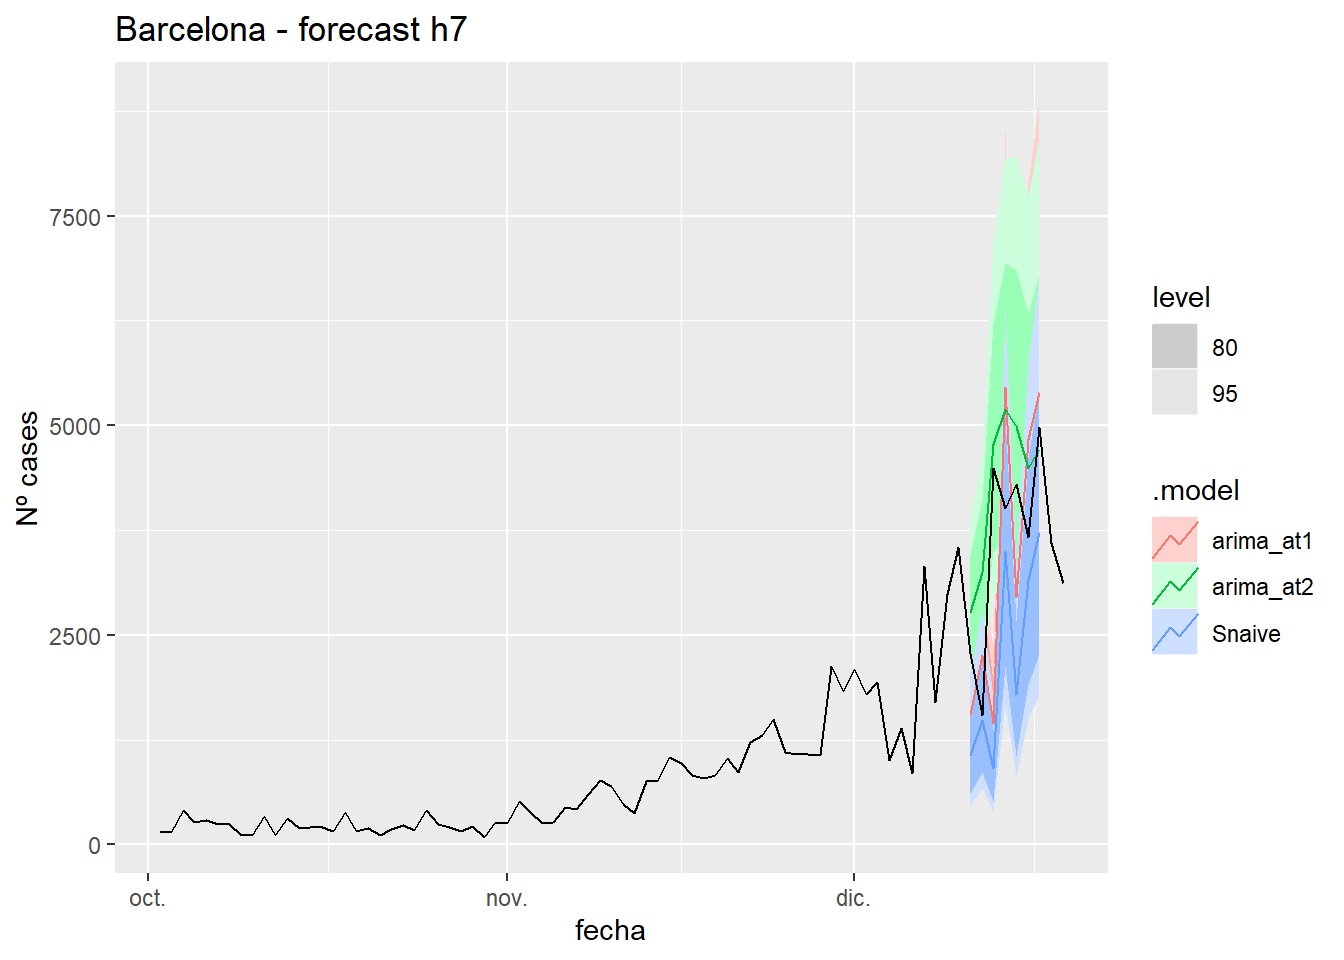 Barcelona - forecast h7
7500
5000
2500
0
Nº cases
oct.
nov.
dic.
fecha
level
80
95
.model
arima_at1
arima_at2
Snaive